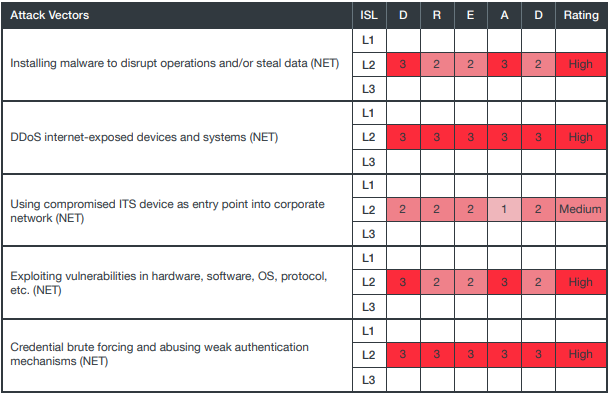 Attack Vectors ISL D R E A D Rating
L1
Installing malware to disrupt operations and/or steal data (NET) L2 3 2 2 3 2 High
L3
L1
DDoS internet-exposed devices and systems (NET) L2 3 3 3 3 3 High
L3
L1
Using compromised ITS device as entry point into corporate
network (NET) L2 2 2 2 1 2 Medium
L3
L1
Exploiting vulnerabilities in hardware, software, OS, protocol,
etc. (NET) L2 3 2 2 3 2 High
L3
L1
Credential brute forcing and abusing weak authentication
mechanisms (NET) L2 3 3 3 3 3 High
L3